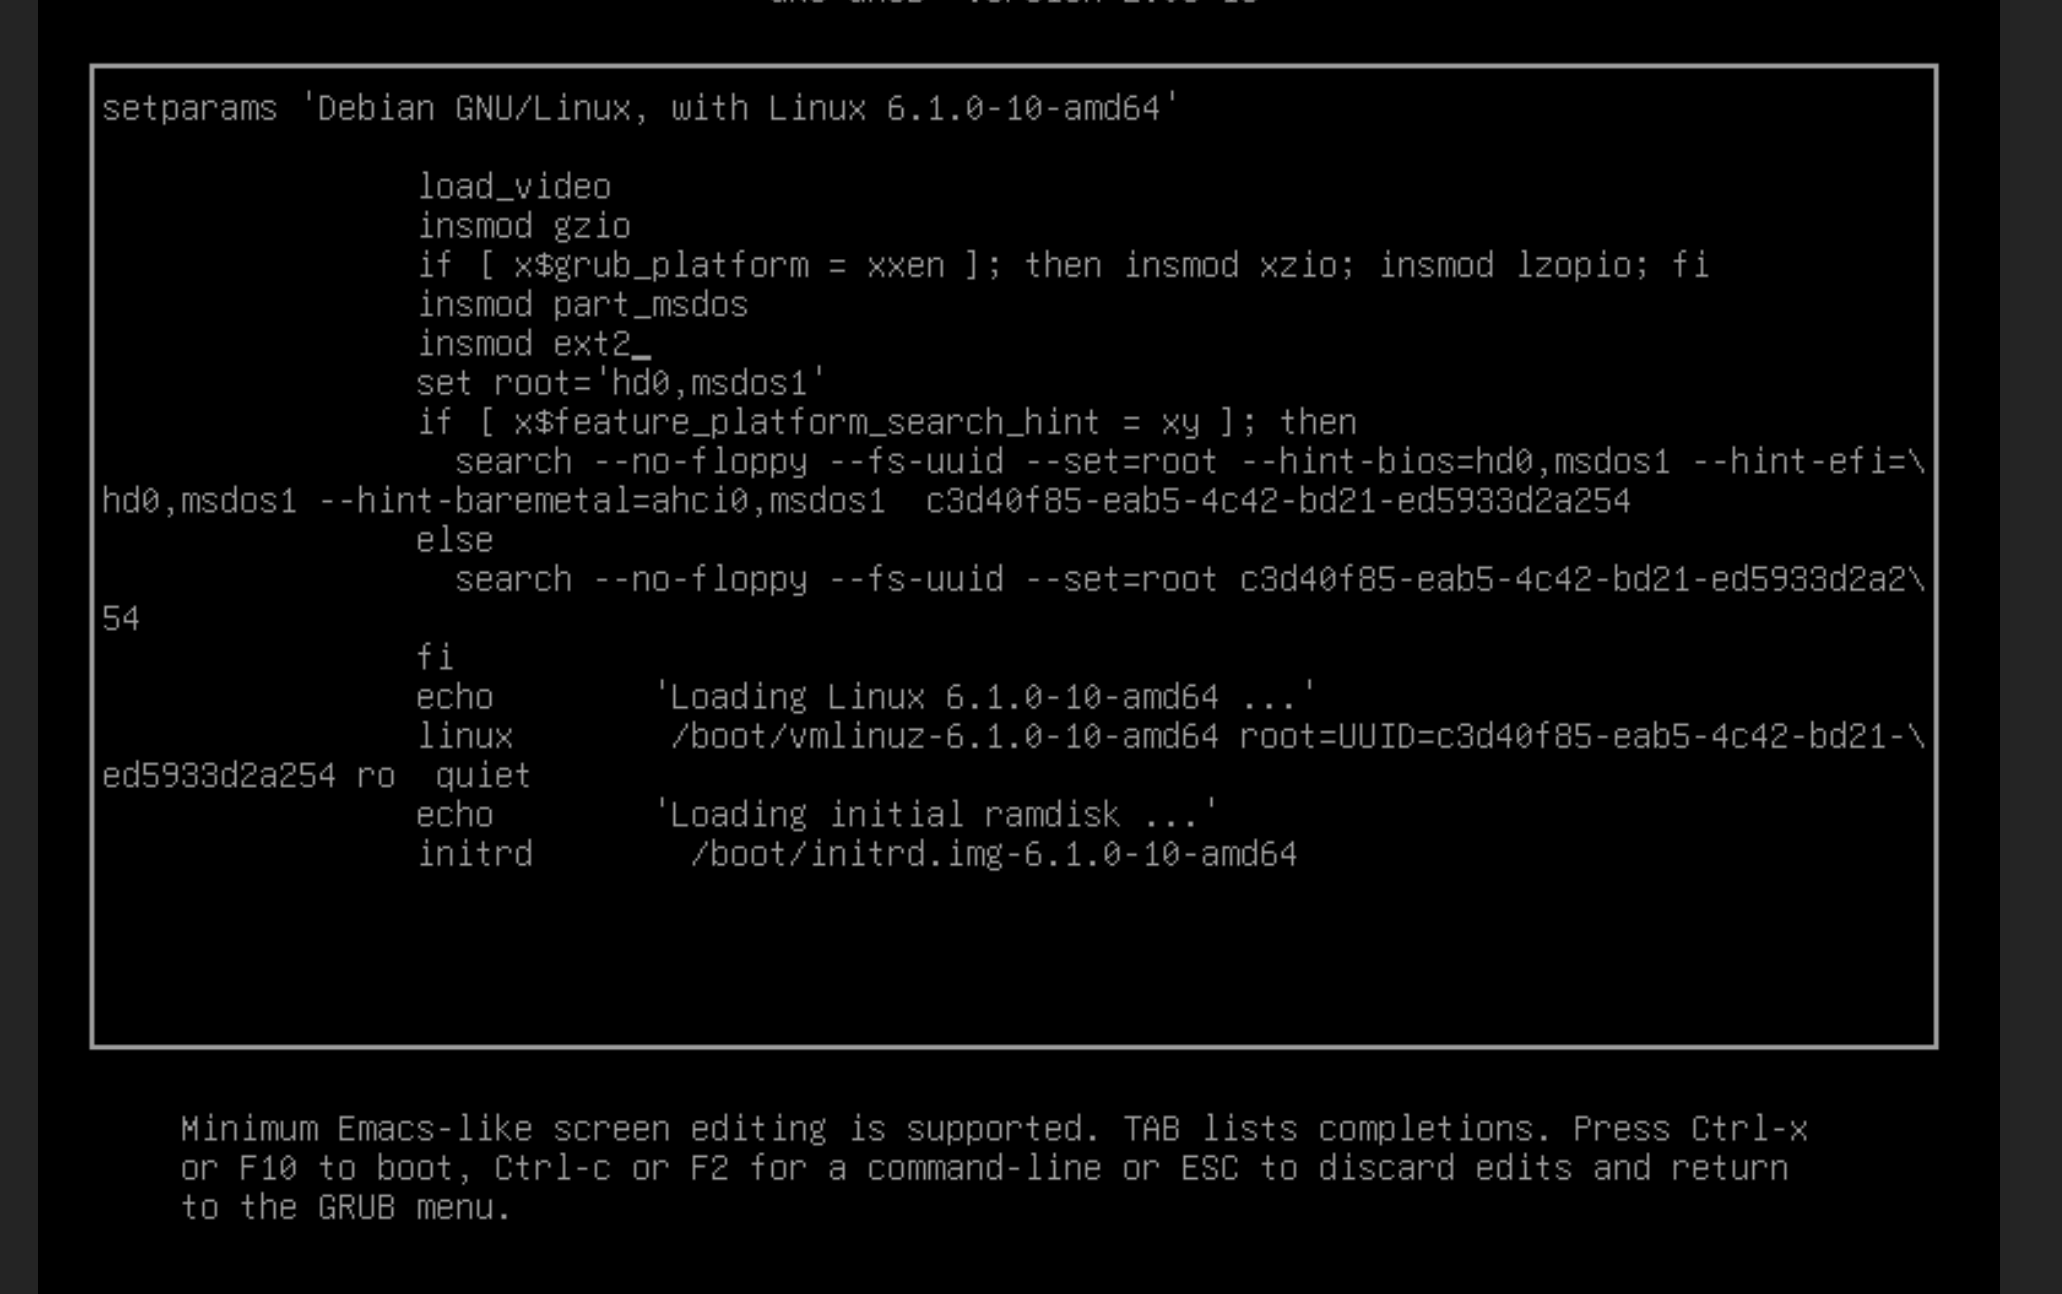 setparams 'Debian GNU/Linux, with Linux 6.1.0-10-amd64'
load_video
insmod gzio
if [ x$grub_platform = xxen ]; then insmod xzio; insmod lzopio; fi
insmod part_msdos
insmod ext2_
set root='hd0,msdos1'
if [ x$feature_platform_search_hint = xy ]; then
search --no-floppy --fs-uuid --set=root --hint-bios=hd0,msdos1 --hint-efi=\
hd0,msdos1 --hint-baremetal=ahci0,msdos1  c3d40f85-eab5-4c42-bd21-ed5933d2a254
else
search --no-floppy --fs-uuid --set=root c3d40f85-eab5-4c42-bd21-ed5933d2a2\
54
fi
echo 'Loading Linux 6.1.0-10-amd64 ...'
linux /boot/vmlinuz-6.1.0-10-amd64 root=UUID=c3d40f85-eab5-4c42-bd21-\
ed5933d2a254 ro  quiet
echo 'Loading initial ramdisk ...'
initrd /boot/initrd.img-6.1.0-10-amd64
Minimum Emacs-like screen editing is supported. TAB lists completions. Press Ctrl-x
or F10 to boot, Ctrl-c or F2 for a command-line or ESC to discard edits and return
to the GRUB menu.